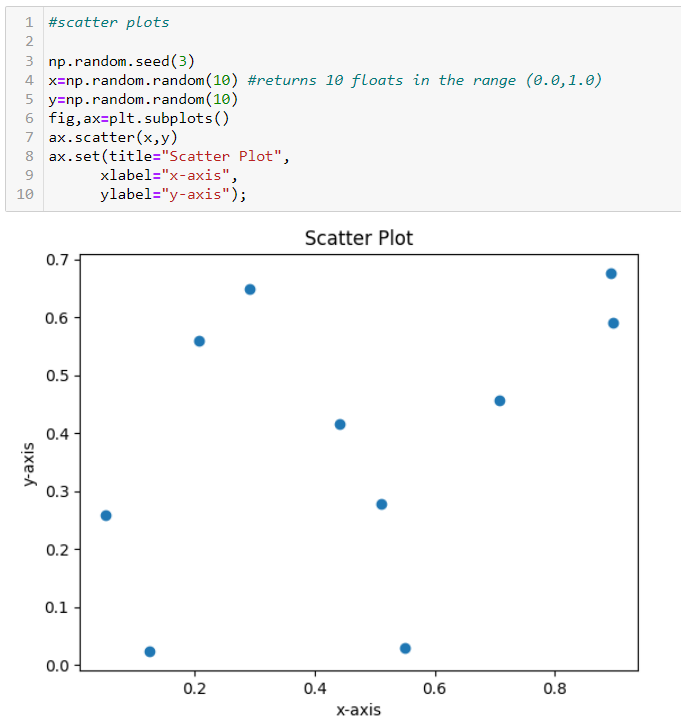 1 #scatter plots
2
3 np.random.seed(3)
4 x=np.random.random(10) #returns 10 floats in the range (0.0,1.0)
5 y=np.random.random(10)
6 fig,ax=plt.subplots()
7 ax.scatter(x,y)
8 ax.set(title="Scatter Plot",
9 xlabel="x-axis",
10 ylabel="y-axis");
Scatter Plot
0.7
0.6
0.5
0.4
0.3
0.2
0.1
0.0
y-axis
0.2 0.4 0.6 0.8
x-axis